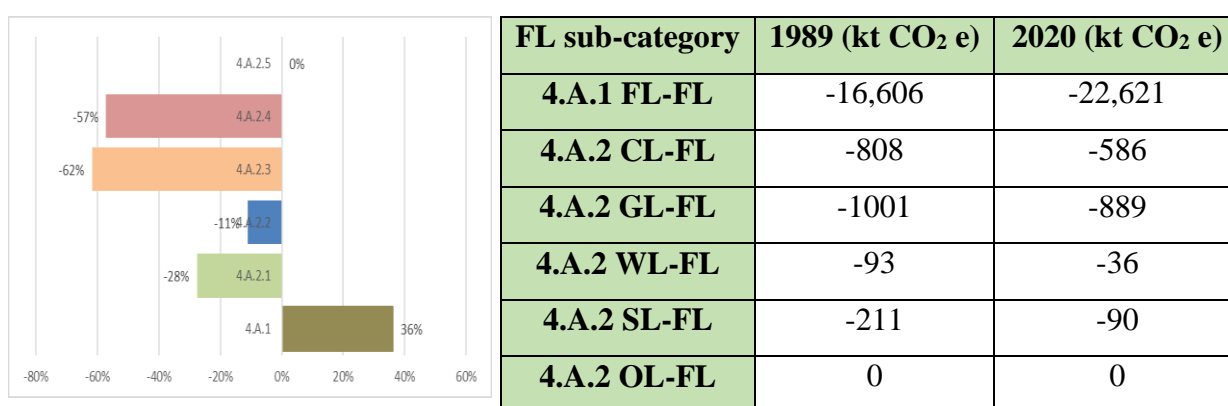 4.A.2.5 0%
-57% 4.A.2.4
-62% 4.A.2.3
-11% 4.A.2.2
-28% 4.A.2.1
4.A.1 36%
-80% -60% -40% -20% 0% 20% 40% 60%
FL sub-category 1989 (kt CO₂ e) 2020 (kt CO₂ e)
4.A.1 FL-FL -16,606 -22,621
4.A.2 CL-FL -808 -586
4.A.2 GL-FL -1001 -889
4.A.2 WL-FL -93 -36
4.A.2 SL-FL -211 -90
4.A.2 OL-FL 0 0